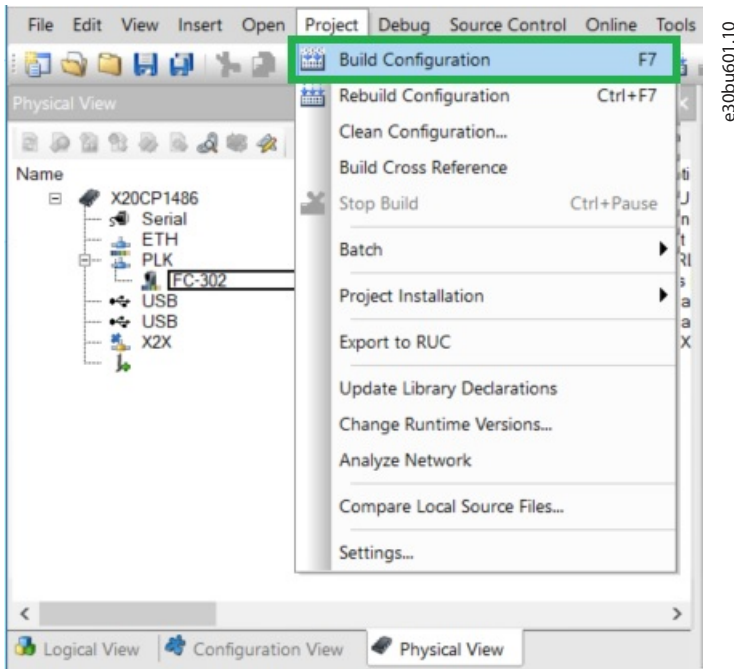 File Edit View Insert Open Project Debug Source Control Online Tools
Physical View
Name
X20CP1486
Serial
ETH
PLK
FC-302
USB
USB
X2X
Build Configuration F7
Rebuild Configuration Ctrl+F7
Clean Configuration...
Build Cross Reference
Stop Build Ctrl+Pause
Batch
Project Installation
Export to RUC
Update Library Declarations
Change Runtime Versions...
Analyze Network
Compare Local Source Files...
Settings...
Logical View Configuration View Physical View
e30bu601.10